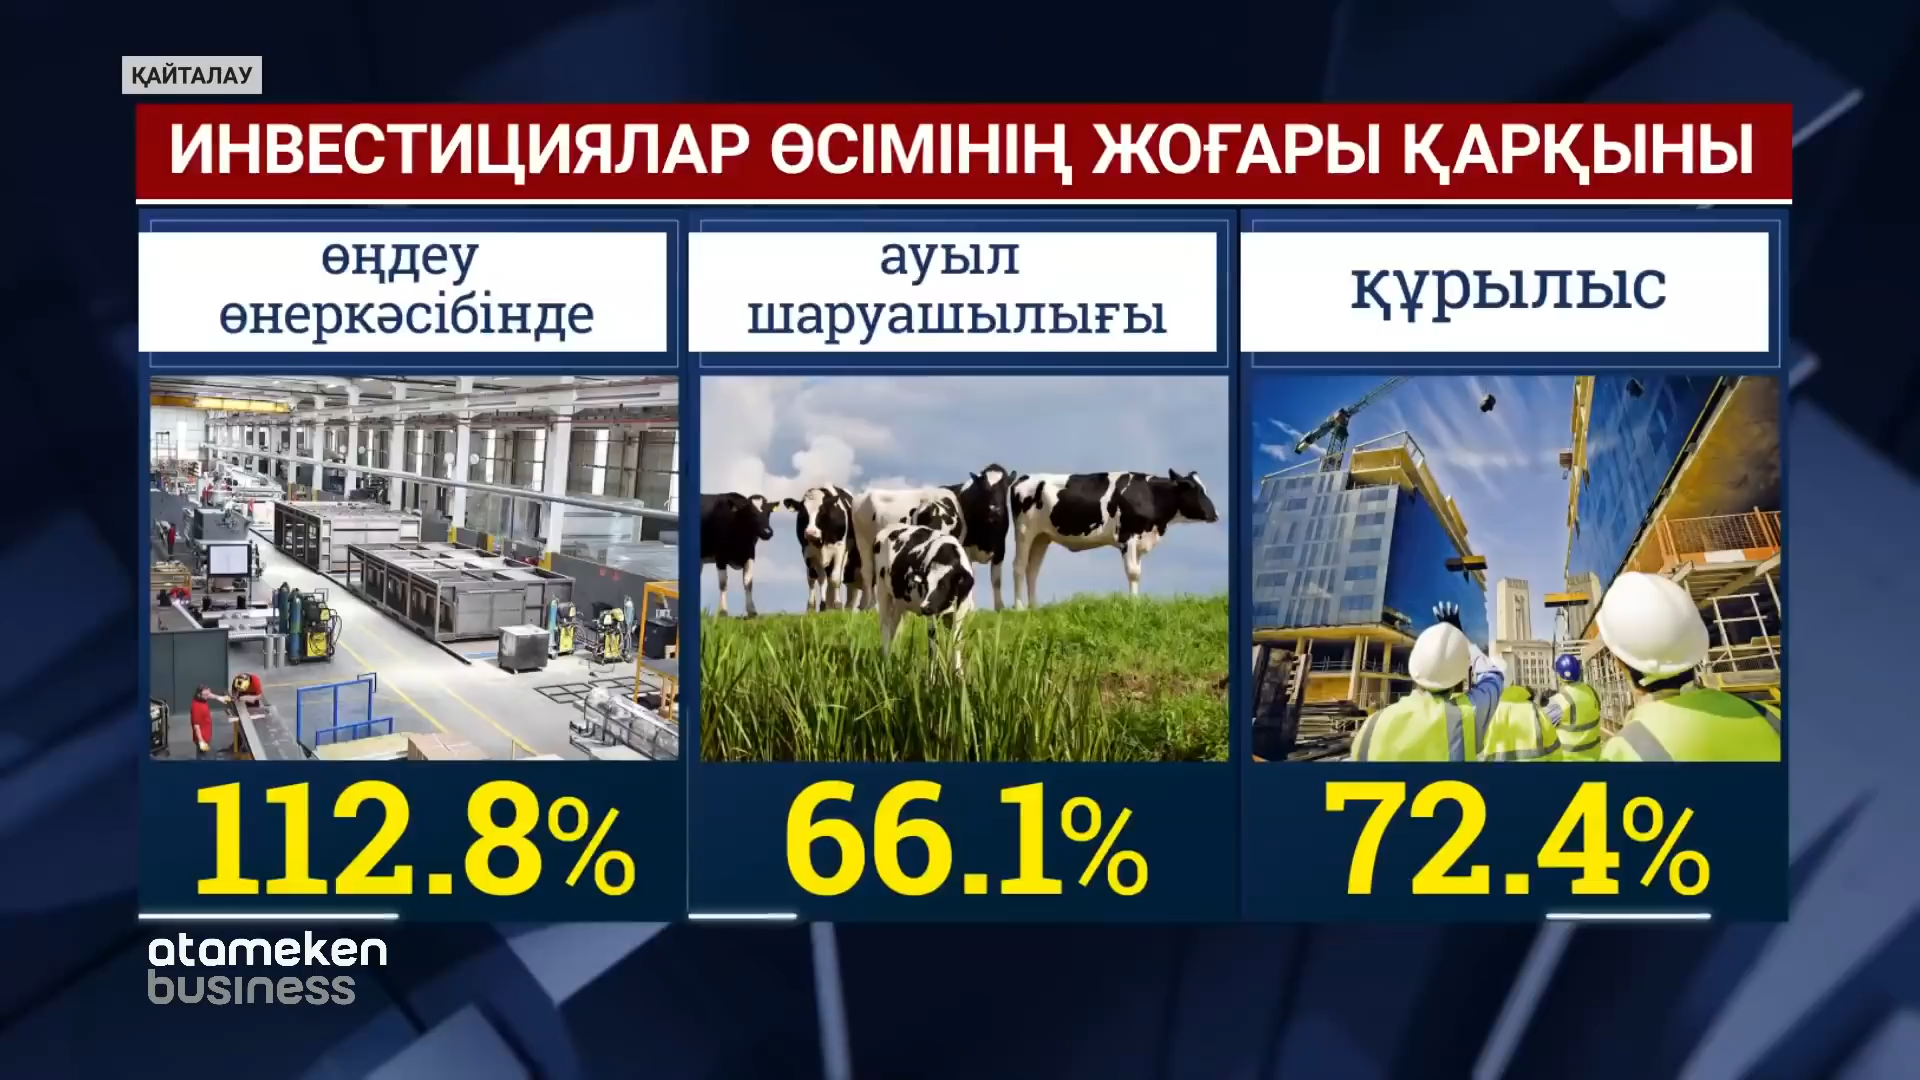 ҚАЙТАЛАУ
ИНВЕСТИЦИЯЛАР ӨСІМІНІҢ ЖОҒАРЫ ҚАРҚЫНЫ
өңдеу
өнеркәсібінде
ауыл
шаруашылығы
құрылыс
112.8%
66.1%
72.4%
atameken
business